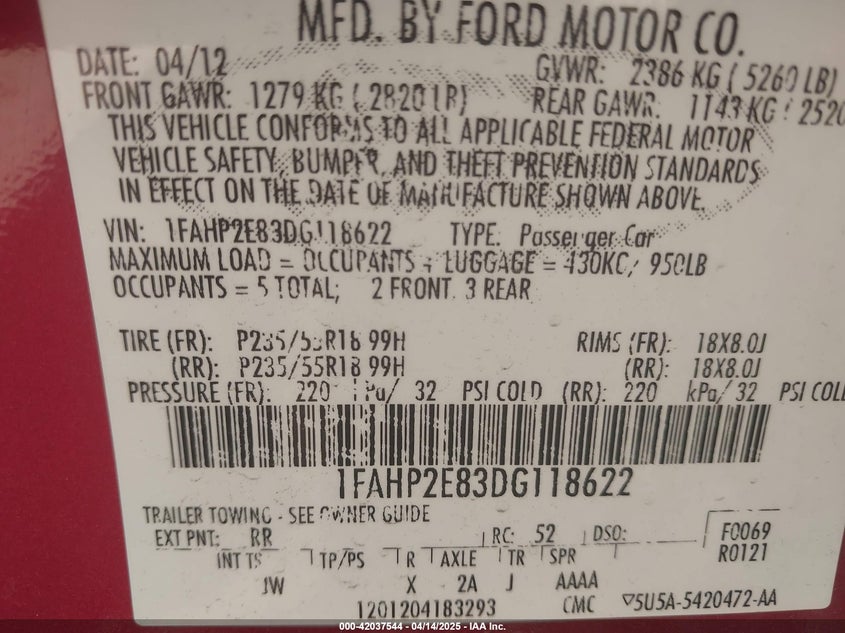 MFD. BY FORD MOTOR CO.
DATE: 04/12 GVWR: 2386 KG ( 5260 LB)
FRONT GAWR: 1279 KG ( 2820 LB) REAR GAWR: 1143 KG ( 2520
THIS VEHICLE CONFORMS TO ALL APPLICABLE FEDERAL MOTOR
VEHICLE SAFETY, BUMPER, AND THEFT PREVENTION STANDARDS
IN EFFECT ON THE DATE OF MANUFACTURE SHOWN ABOVE.
VIN: 1FAHP2E83DG118622 TYPE: Passenger Car
MAXIMUM LOAD = OCCUPANTS + LUGGAGE = 430KG/ 950LB
OCCUPANTS = 5 TOTAL; 2 FRONT 3 REAR
TIRE (FR): P235/55R18 99H RIMS (FR): 18X8.0J
(RR): P235/55R18 99H (RR): 18X8.0J
PRESSURE (FR): 220 kPa/ 32 PSI COLD (RR): 220 kPa/ 32 PSI COLD
1FAHP2E83DG118622
TRAILER TOWING - SEE OWNER GUIDE
EXT PNT: RR RC: 52 DSO: F0069
R0121
INT TS TP/PS R AXLE TR SPR
JW X 2A J AAAA
1201204183293 CMC 5U5A-5420472-AA
000-42037544 - 04/14/2025 - IAA Inc.